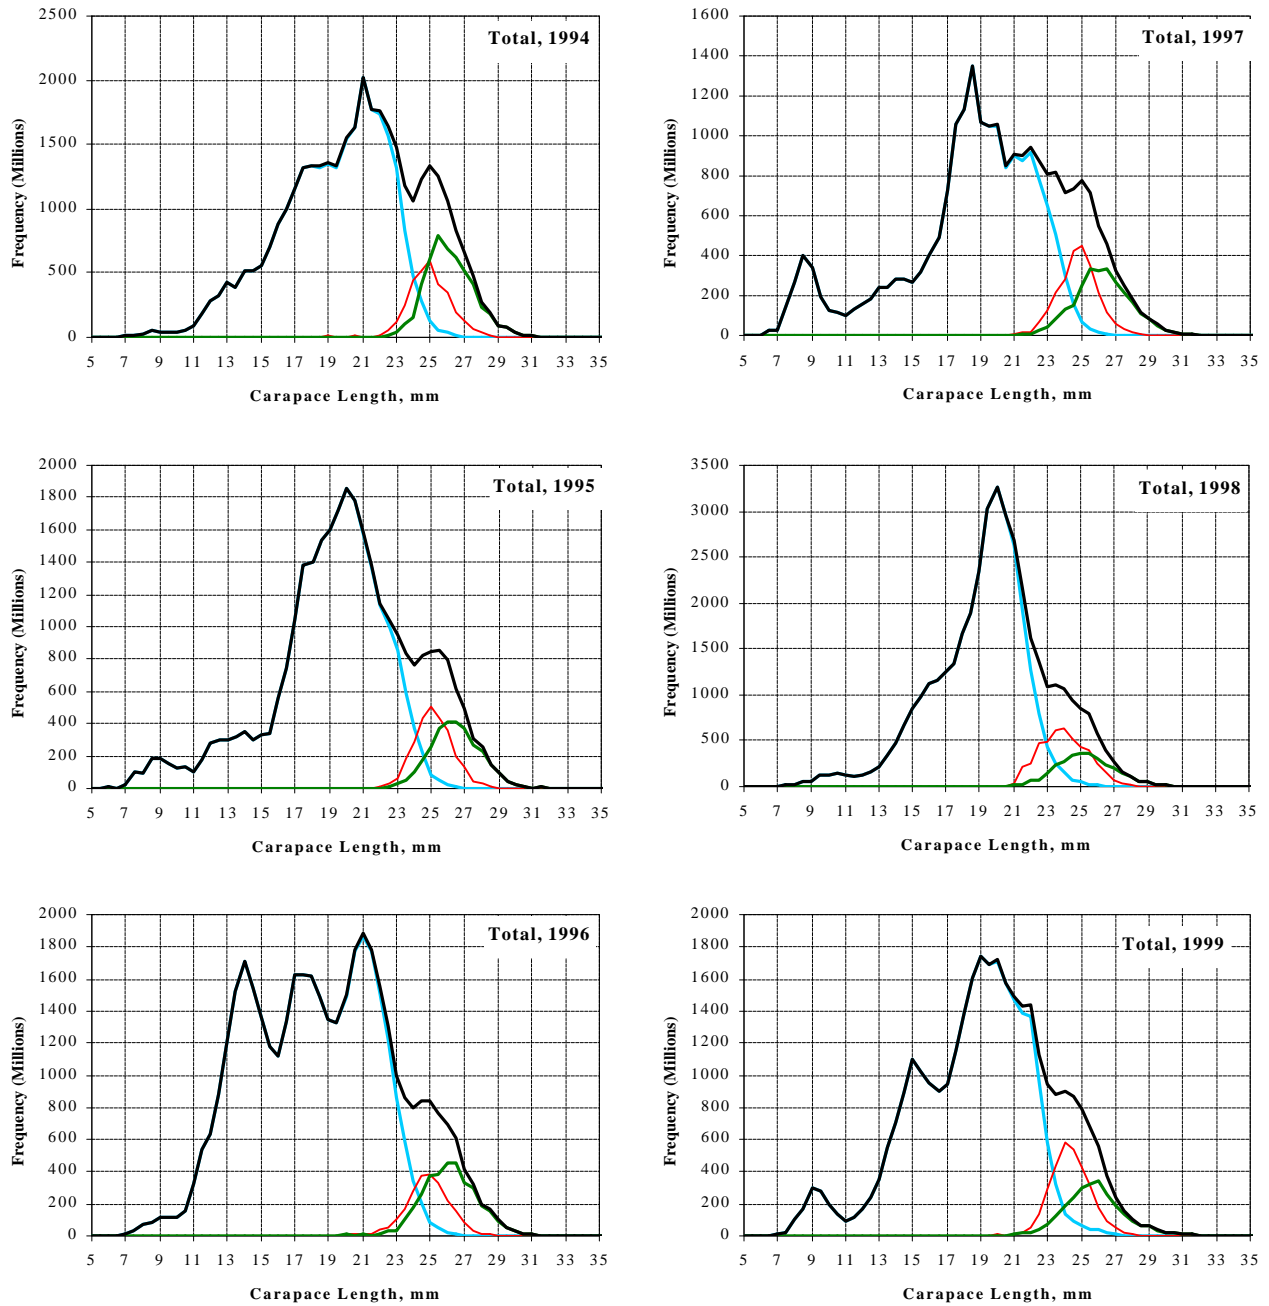 2500
2000
1500
1000
500
0
Frequency (Millions)
Total, 1994
5 7 9 11 13 15 17 19 21 23 25 27 29 31 33 35
Carapace Length, mm
1600
1400
1200
1000
800
600
400
200
0
Frequency (Millions)
Total, 1997
5 7 9 11 13 15 17 19 21 23 25 27 29 31 33 35
Carapace Length, mm
2000
1800
1600
1400
1200
1000
800
600
400
200
0
Frequency (Millions)
Total, 1995
5 7 9 11 13 15 17 19 21 23 25 27 29 31 33 35
Carapace Length, mm
3500
3000
2500
2000
1500
1000
500
0
Frequency (Millions)
Total, 1998
5 7 9 11 13 15 17 19 21 23 25 27 29 31 33 35
Carapace Length, mm
2000
1800
1600
1400
1200
1000
800
600
400
200
0
Frequency (Millions)
Total, 1996
5 7 9 11 13 15 17 19 21 23 25 27 29 31 33 35
Carapace Length, mm
2000
1800
1600
1400
1200
1000
800
600
400
200
0
Frequency (Millions)
Total, 1999
5 7 9 11 13 15 17 19 21 23 25 27 29 31 33 35
Carapace Length, mm